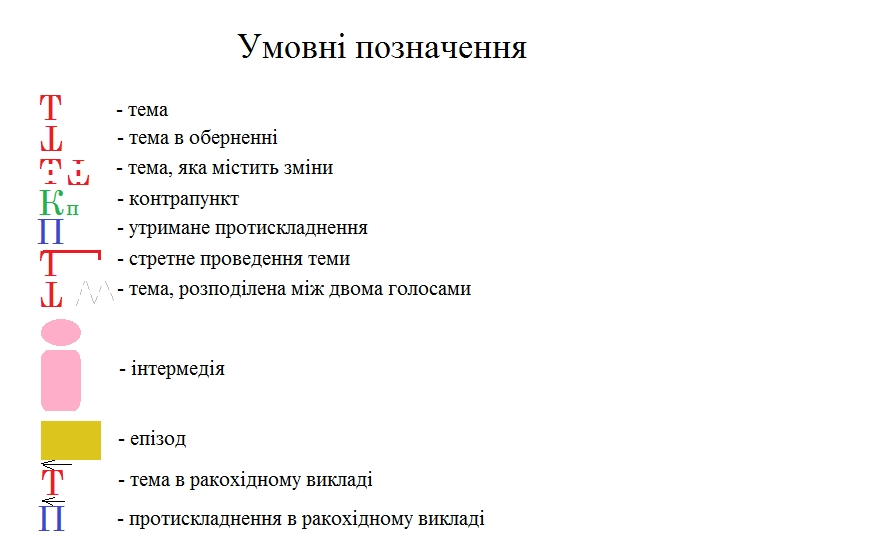 Умовні позначення
Т - тема
Т - тема в оберненні
Т Т - тема, яка містить зміни
Кп - контрапункт
П - утримане протискладнення
Т - стретне проведення теми
Т - тема, розподілена між двома голосами
- інтермедія
- епізод
Т - тема в ракохідному викладі
П - протискладнення в ракохідному викладі